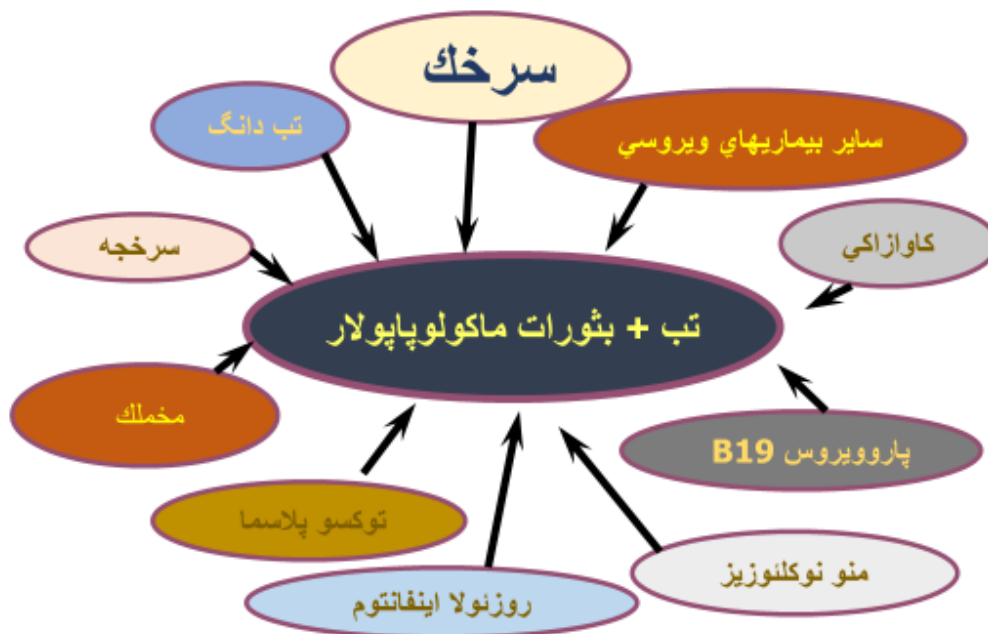 سرخك
تب دانگ
ساير بيماريهاي ويروسي
كاوازاكي
سرخجه
تب + بثورات ماكولوپاپولار
مخملك
پاروويروس B19
توكسو پلاسما
منو نوكلئوزيز
روزئولا اينفانتوم